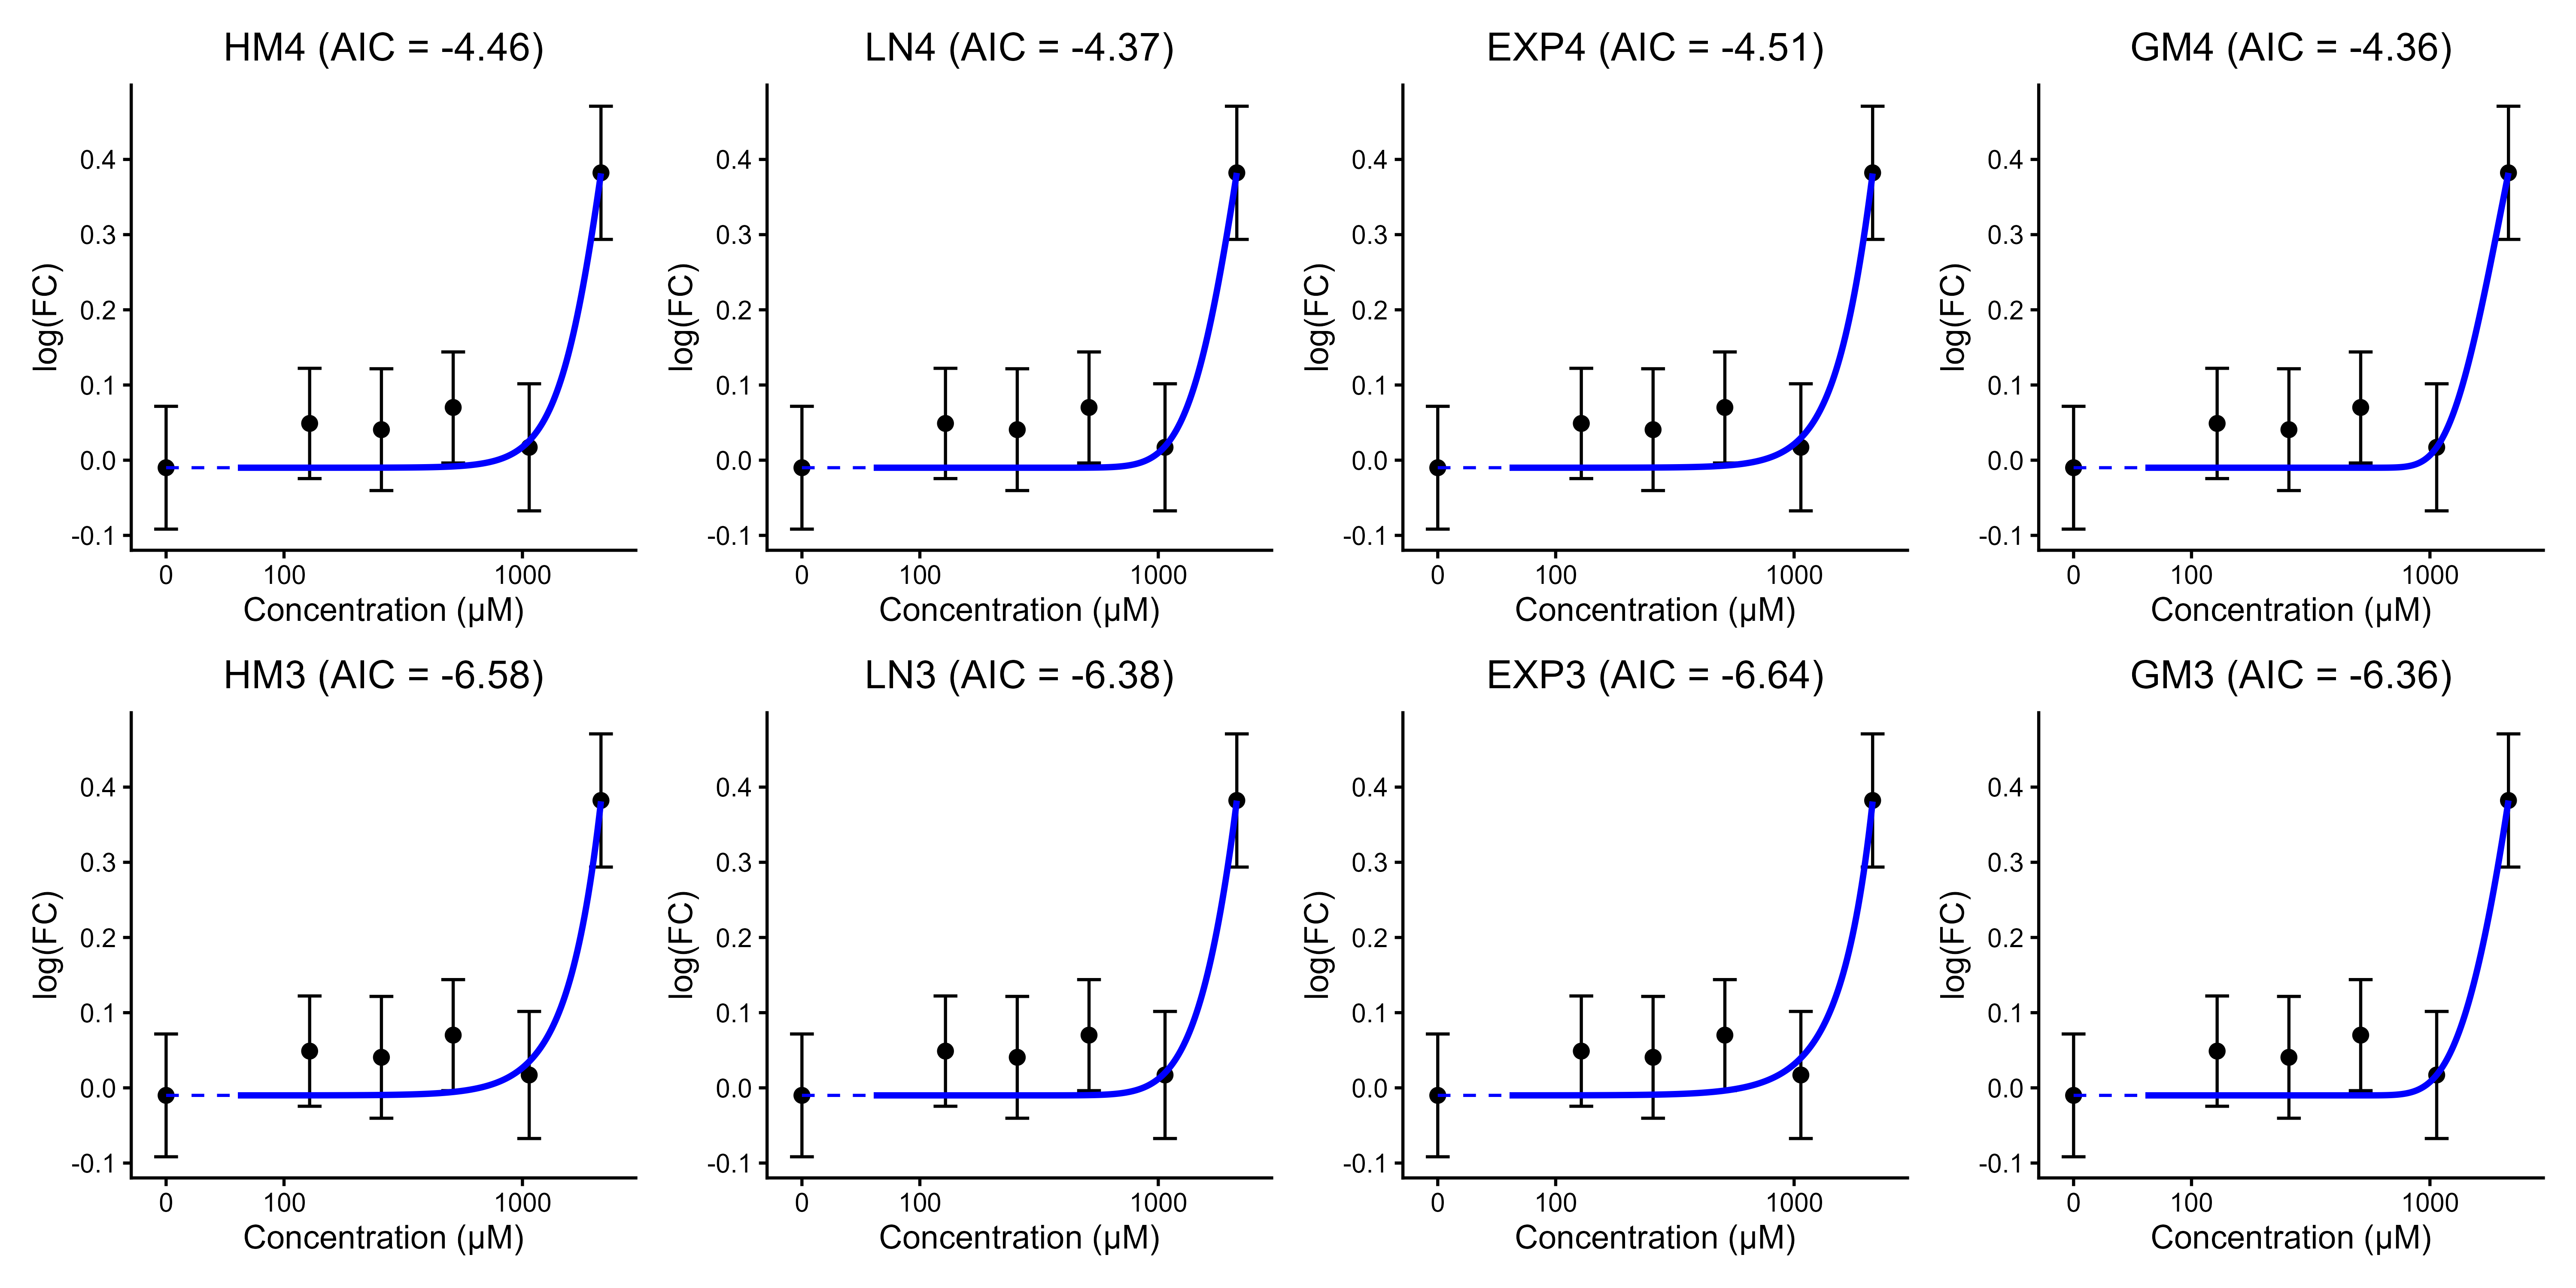 HM4 (AIC = -4.46)
log(FC)
0.4
0.3
0.2
0.1
0.0
-0.1
0 100 1000
Concentration (µM)
LN4 (AIC = -4.37)
log(FC)
0.4
0.3
0.2
0.1
0.0
-0.1
0 100 1000
Concentration (µM)
EXP4 (AIC = -4.51)
log(FC)
0.4
0.3
0.2
0.1
0.0
-0.1
0 100 1000
Concentration (µM)
GM4 (AIC = -4.36)
log(FC)
0.4
0.3
0.2
0.1
0.0
-0.1
0 100 1000
Concentration (µM)
HM3 (AIC = -6.58)
log(FC)
0.4
0.3
0.2
0.1
0.0
-0.1
0 100 1000
Concentration (µM)
LN3 (AIC = -6.38)
log(FC)
0.4
0.3
0.2
0.1
0.0
-0.1
0 100 1000
Concentration (µM)
EXP3 (AIC = -6.64)
log(FC)
0.4
0.3
0.2
0.1
0.0
-0.1
0 100 1000
Concentration (µM)
GM3 (AIC = -6.36)
log(FC)
0.4
0.3
0.2
0.1
0.0
-0.1
0 100 1000
Concentration (µM)